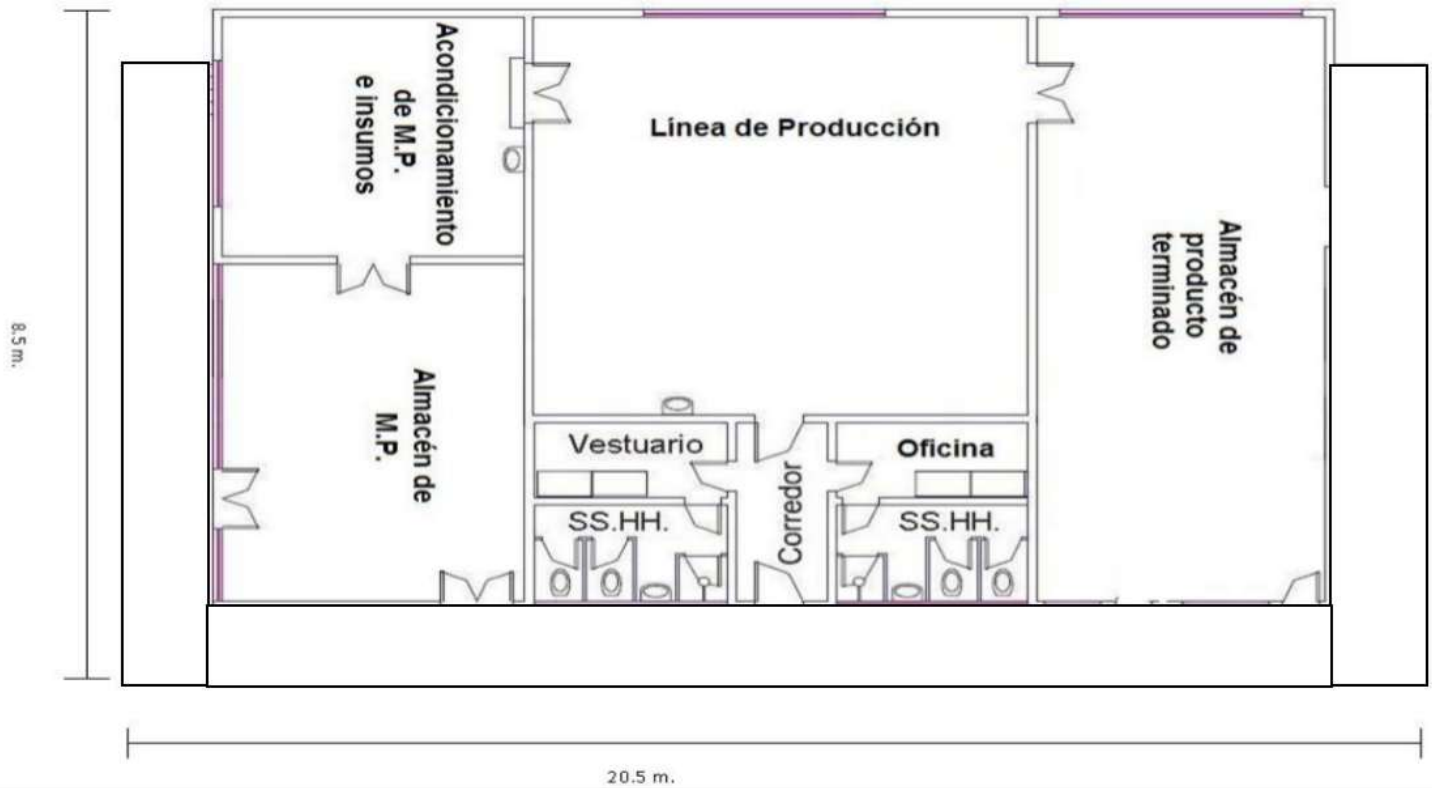 Acondicionamiento
de M.P.
e insumos
Línea de Producción
Almacén de
producto
terminado
8.5 m.
Almacén de
M.P.
Vestuario
SS.HH.
Corredor
Oficina
SS.HH.
20.5 m.